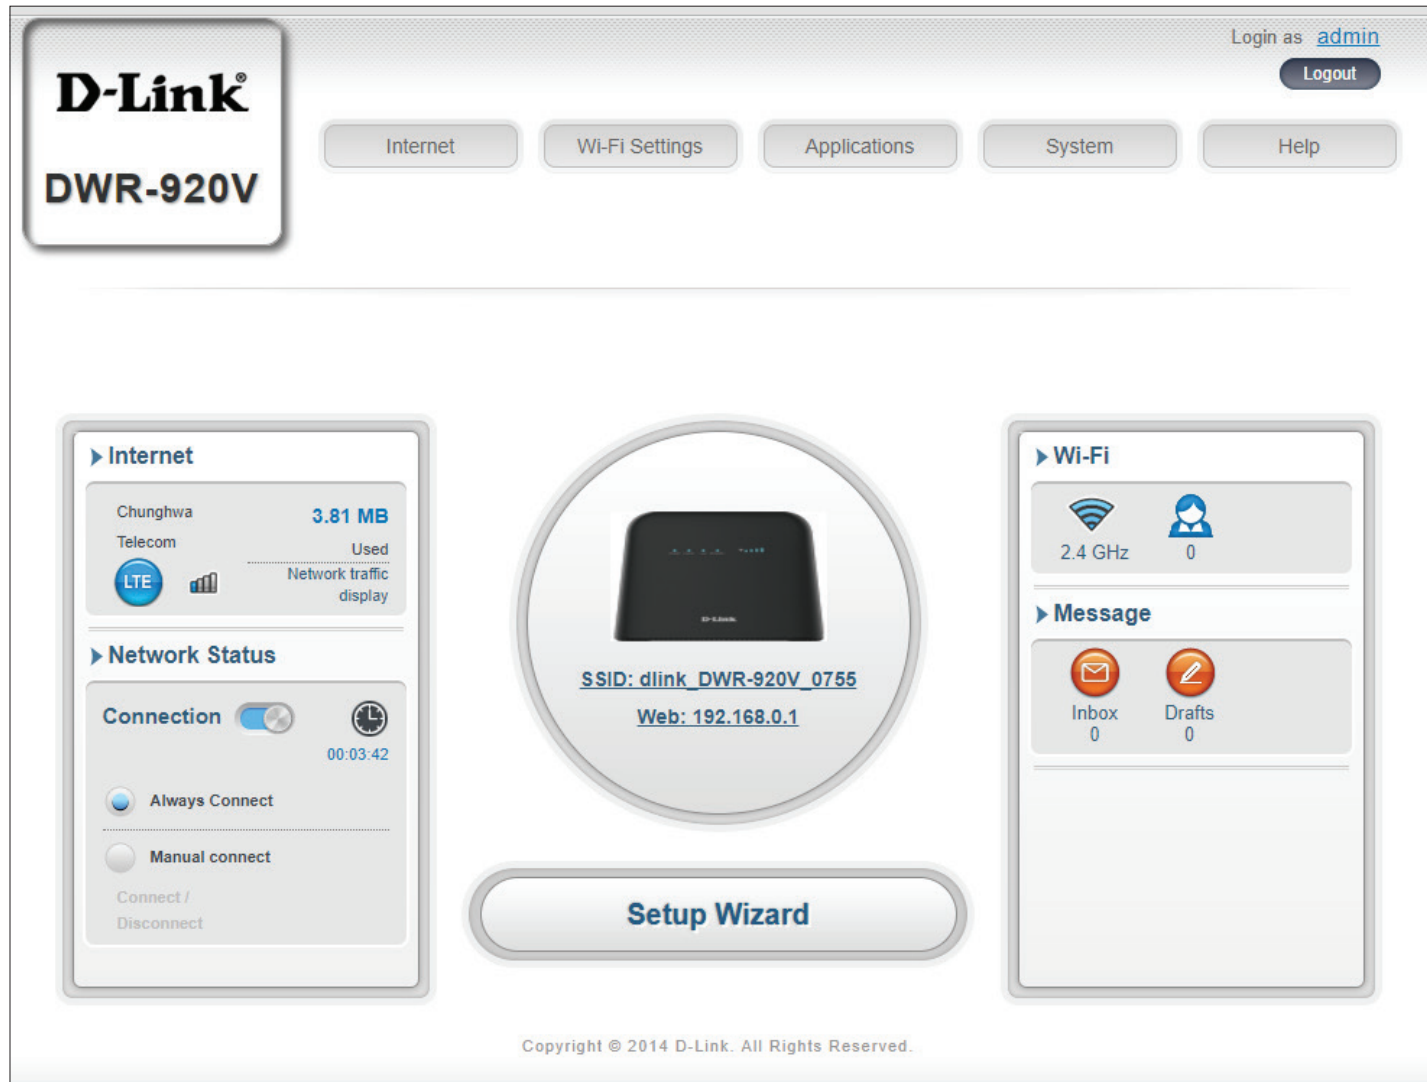 Login as admin
Logout
D-Link®
DWR-920V
Internet
Wi-Fi Settings
Applications
System
Help
Internet
Chunghwa
Telecom
LTE
3.81 MB
Used
Network traffic
display
Network Status
Connection
00:03:42
Always Connect
Manual connect
Connect /
Disconnect
D-Link
SSID: dlink_DWR-920V_0755
Web: 192.168.0.1
Setup Wizard
Wi-Fi
2.4 GHz
0
Message
Inbox
0
Drafts
0
Copyright © 2014 D-Link. All Rights Reserved.